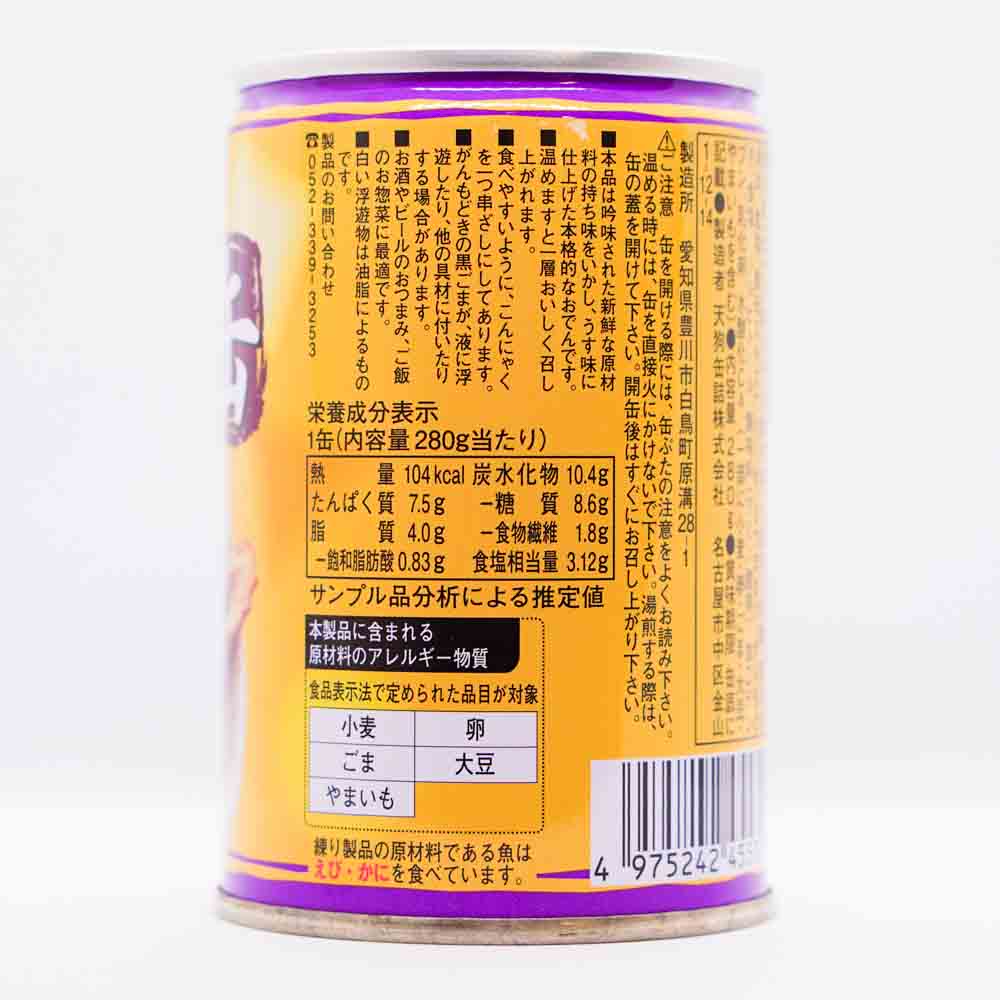 記載●製造者 天狗缶詰株式会社 名古屋市中区金山
1-12-14
製造所 愛知県豊川市白鳥町原溝28-1
⚠ご注意 缶を開ける際には、缶ぶたの注意をよくお読み下さい。
温める時には、缶を直接火にかけないで下さい。湯煎する際は、
缶の蓋を開けて下さい。開缶後はすぐにお召し上がり下さい。
■本品は吟味された新鮮な原材
料の持ち味をいかし、うす味に
仕上げた本格的なおでんです。
■温めますと一層おいしく召し
上がれます。
■食べやすいように、こんにゃく
を一つ串ざしにしてあります。
■がんもどきの黒ごまが、液に浮
遊したり、他の具材に付いたり
する場合があります。
■お酒やビールのおつまみ、ご飯
のお惣菜に最適です。
■白い浮遊物は油脂によるもの
です。
製品のお問い合わせ
☎052-339-3253
栄養成分表示
1缶(内容量280g当たり)
熱量 104kcal 炭水化物 10.4g
たんぱく質 7.5g -糖質 8.6g
脂質 4.0g -食物繊維 1.8g
-飽和脂肪酸 0.83g 食塩相当量 3.12g
サンプル品分析による推定値
本製品に含まれる
原材料のアレルギー物質
食品表示法で定められた品目が対象
小麦 卵
ごま 大豆
やまいも
練り製品の原材料である魚は
えび・かにを食べています。
4 975242